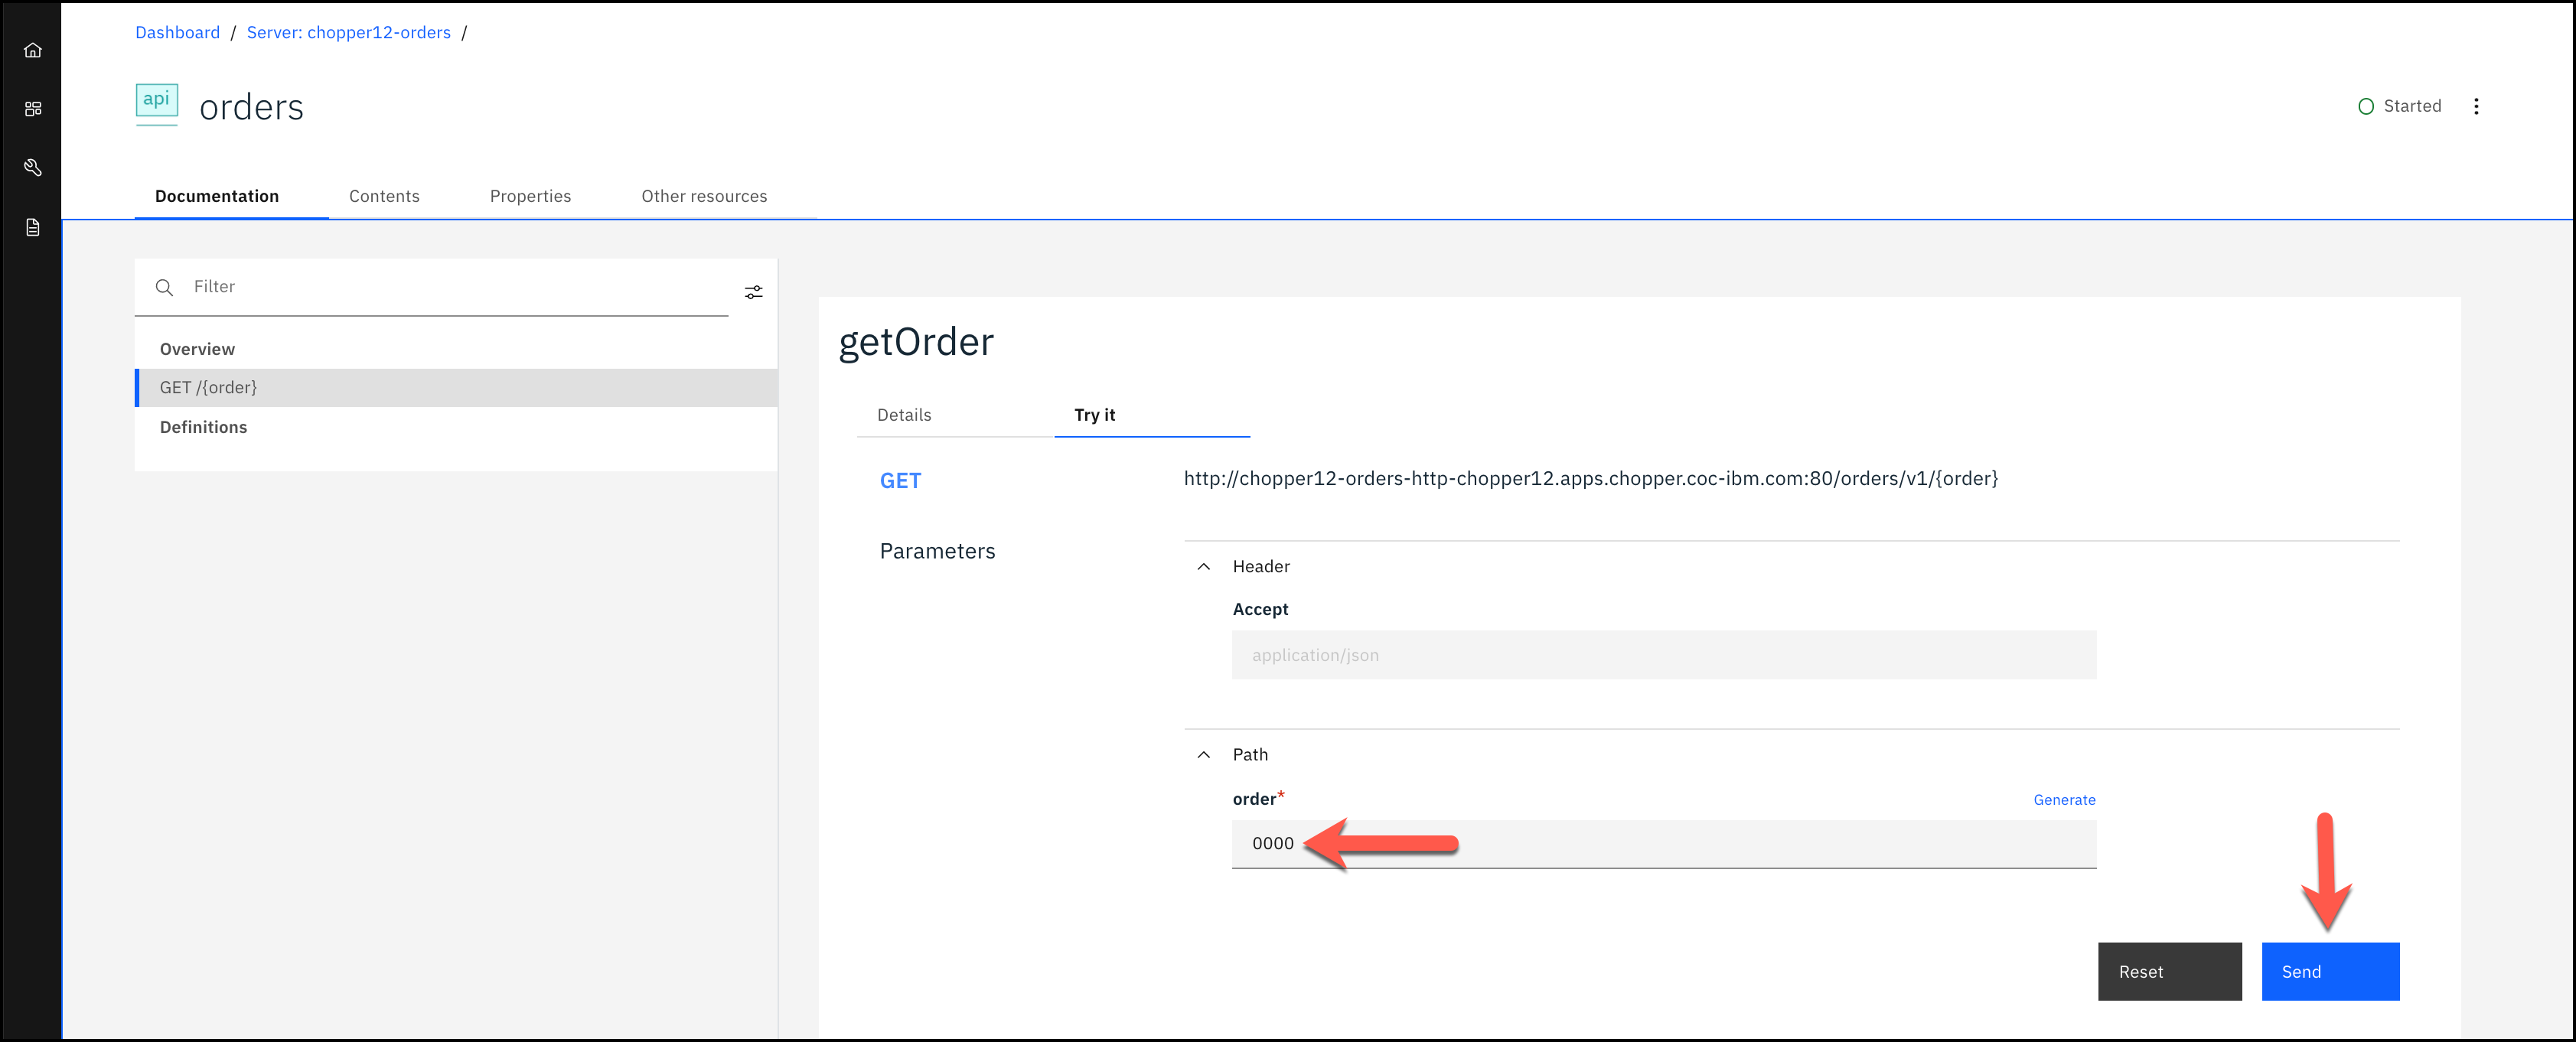 Dashboard / Server: chopper12-orders /
api orders
Started
Documentation Contents Properties Other resources
Filter
Overview
GET /{order}
Definitions
getOrder
Details Try it
GET http://chopper12-orders-http-chopper12.apps.chopper.coc-ibm.com:80/orders/v1/{order}
Parameters
Header
Accept
application/json
Path
order*
Generate
0000
Reset Send